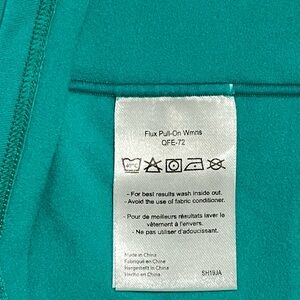 Flux Pull-On Wmns
QFE-72
- For best results wash inside out.
- Avoid the use of fabric conditioner.
- Pour de meilleurs résultats laver le
vêtement à l'envers.
- Ne pas utiliser d'adoucissant.
Made in China
Fabriqué en Chine
Hergestellt in China
Hecho en China
SH19JA